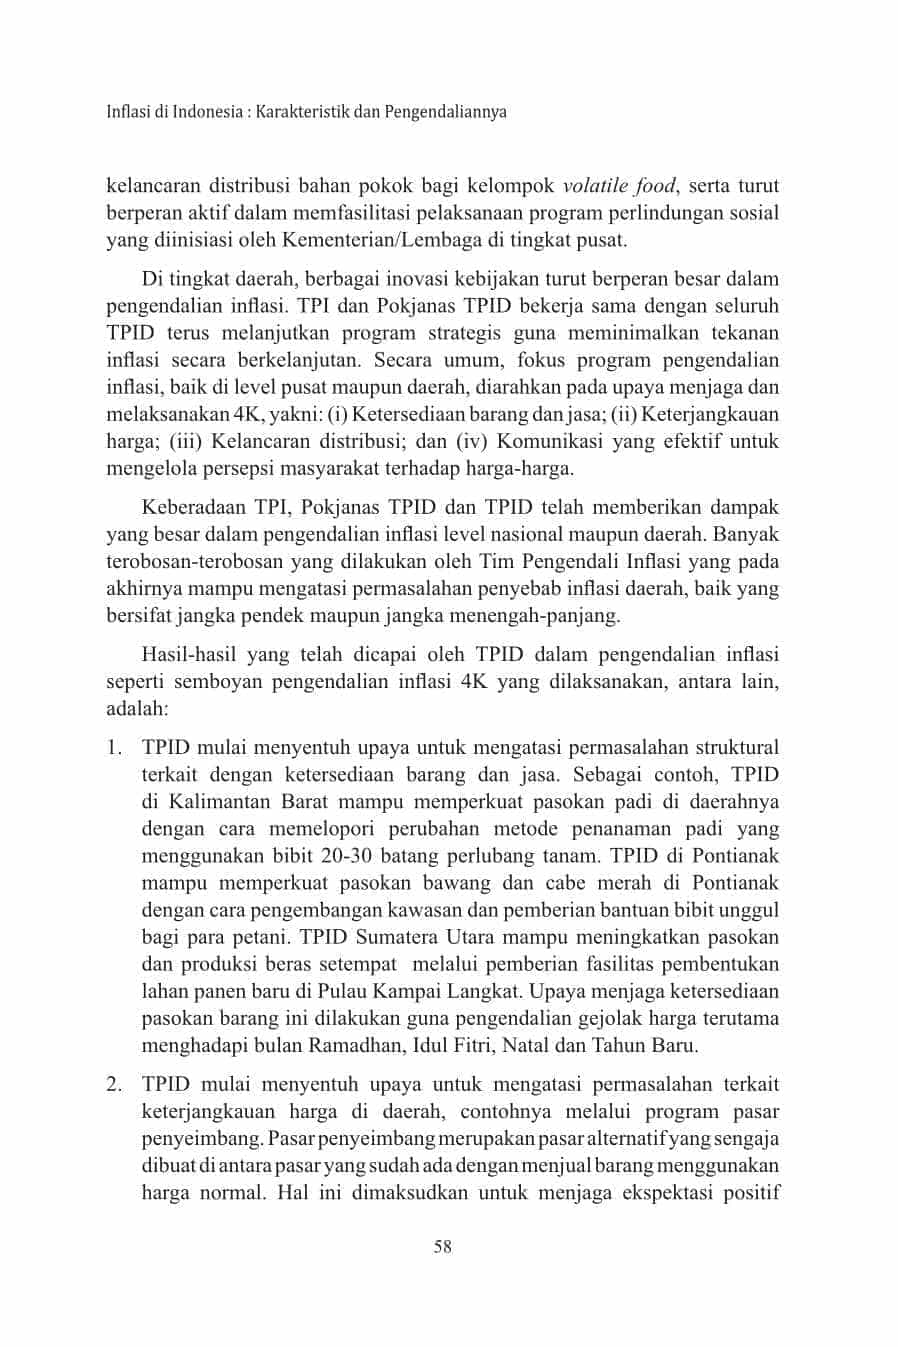 Inflasi di Indonesia : Karakteristik dan Pengendaliannya
kelancaran distribusi bahan pokok bagi kelompok volatile food, serta turut
berperan aktif dalam memfasilitasi pelaksanaan program perlindungan sosial
yang diinisiasi oleh Kementerian/Lembaga di tingkat pusat.
Di tingkat daerah, berbagai inovasi kebijakan turut berperan besar dalam
pengendalian inflasi. TPI dan Pokjanas TPID bekerja sama dengan seluruh
TPID terus melanjutkan program strategis guna meminimalkan tekanan
inflasi secara berkelanjutan. Secara umum, fokus program pengendalian
inflasi, baik di level pusat maupun daerah, diarahkan pada upaya menjaga dan
melaksanakan 4K, yakni: (i) Ketersediaan barang dan jasa; (ii) Keterjangkauan
harga; (iii) Kelancaran distribusi; dan (iv) Komunikasi yang efektif untuk
mengelola persepsi masyarakat terhadap harga-harga.
Keberadaan TPI, Pokjanas TPID dan TPID telah memberikan dampak
yang besar dalam pengendalian inflasi level nasional maupun daerah. Banyak
terobosan-terobosan yang dilakukan oleh Tim Pengendali Inflasi yang pada
akhirnya mampu mengatasi permasalahan penyebab inflasi daerah, baik yang
bersifat jangka pendek maupun jangka menengah-panjang.
Hasil-hasil yang telah dicapai oleh TPID dalam pengendalian inflasi
seperti semboyan pengendalian inflasi 4K yang dilaksanakan, antara lain,
adalah:
1. TPID mulai menyentuh upaya untuk mengatasi permasalahan struktural
terkait dengan ketersediaan barang dan jasa. Sebagai contoh, TPID
di Kalimantan Barat mampu memperkuat pasokan padi di daerahnya
dengan cara memelopori perubahan metode penanaman padi yang
menggunakan bibit 20-30 batang perlubang tanam. TPID di Pontianak
mampu memperkuat pasokan bawang dan cabe merah di Pontianak
dengan cara pengembangan kawasan dan pemberian bantuan bibit unggul
bagi para petani. TPID Sumatera Utara mampu meningkatkan pasokan
dan produksi beras setempat melalui pemberian fasilitas pembentukan
lahan panen baru di Pulau Kampai Langkat. Upaya menjaga ketersediaan
pasokan barang ini dilakukan guna pengendalian gejolak harga terutama
menghadapi bulan Ramadhan, Idul Fitri, Natal dan Tahun Baru.
2. TPID mulai menyentuh upaya untuk mengatasi permasalahan terkait
keterjangkauan harga di daerah, contohnya melalui program pasar
penyeimbang. Pasar penyeimbang merupakan pasar alternatif yang sengaja
dibuat di antara pasar yang sudah ada dengan menjual barang menggunakan
harga normal. Hal ini dimaksudkan untuk menjaga ekspektasi positif
58